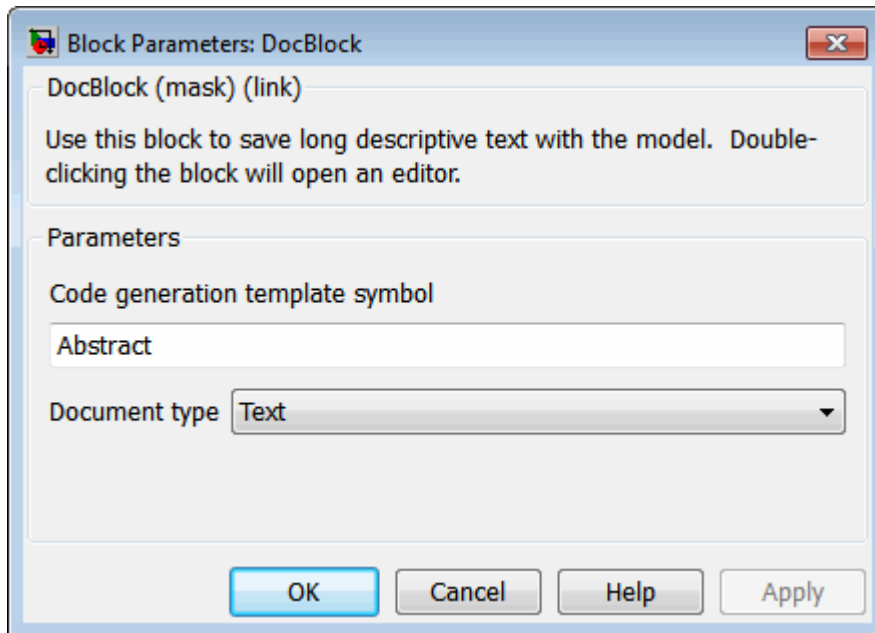 Block Parameters: DocBlock
DocBlock (mask) (link)
Use this block to save long descriptive text with the model.  Double-
clicking the block will open an editor.
Parameters
Code generation template symbol
Abstract
Document type Text
OK Cancel Help Apply